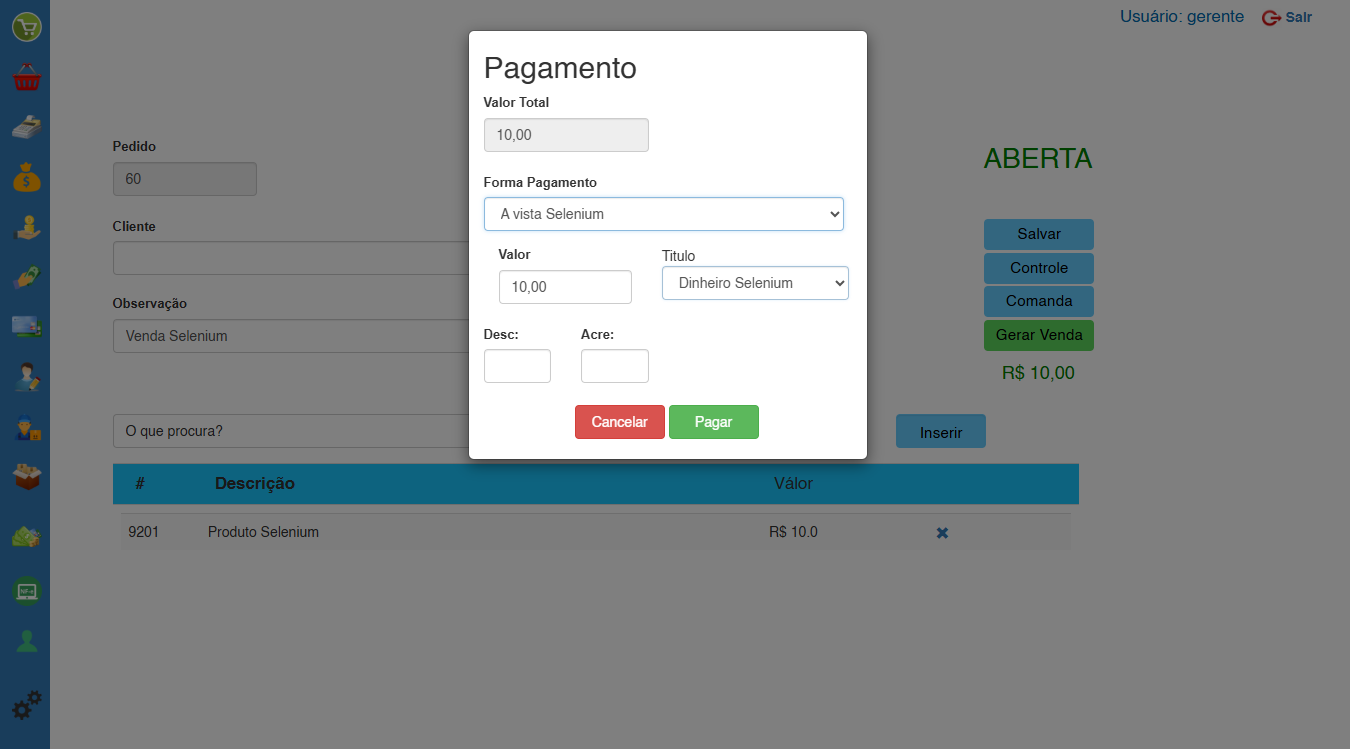 Usuário: gerente Sair
Pagamento
Valor Total
10,00
Forma Pagamento
A vista Selenium
Valor Titulo
10,00 Dinheiro Selenium
Desc: Acre:
Cancelar Pagar
Pedido
60
Cliente
Observação
Venda Selenium
ABERTA
Salvar
Controle
Comanda
Gerar Venda
R$ 10,00
O que procura? Inserir
# Descrição Válor
9201 Produto Selenium R$ 10.0